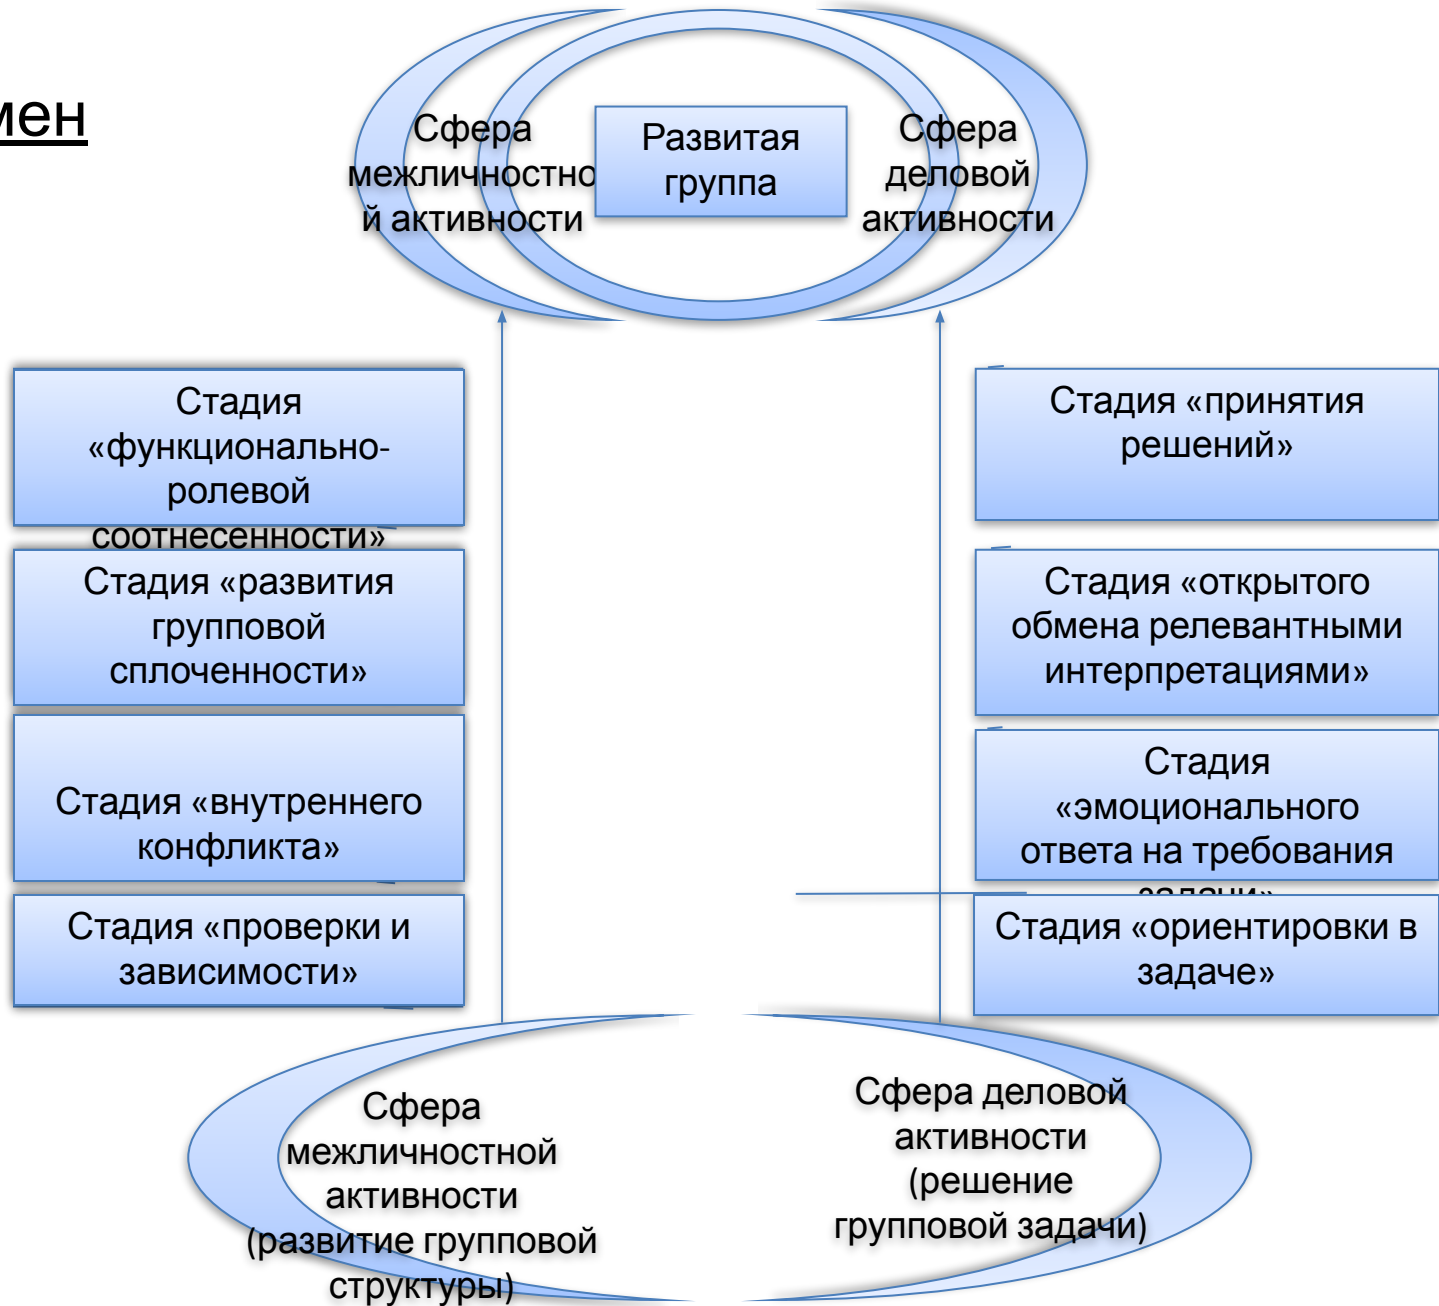 мен
Сфера
межличностно
й активности
Развитая
группа
Сфера
деловой
активности
Стадия
«функционально-
ролевой
соотнесенности»
Стадия «развития
групповой
сплоченности»
Стадия «внутреннего
конфликта»
Стадия «проверки и
зависимости»
Стадия «принятия
решений»
Стадия «открытого
обмена релевантными
интерпретациями»
Стадия
«эмоционального
ответа на требования
задачи»
Стадия «ориентировки в
задаче»
Сфера
межличностной
активности
(развитие групповой
структуры)
Сфера деловой
активности
(решение
групповой задачи)